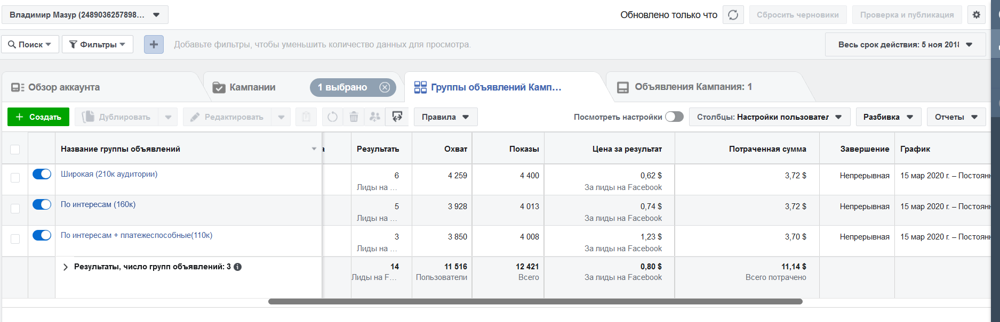 Владимир Мазур (2489036257898...
Обновлено только что
Сбросить черновики
Проверка и публикация
Поиск
Фильтры
Добавьте фильтры, чтобы уменьшить количество данных для просмотра.
Весь срок действия: 5 ноя 2018
Обзор аккаунта
Кампании
1 выбрано
Группы объявлений Камп...
Объявления Кампания: 1
+ Создать
Дублировать
Редактировать
Правила
Посмотреть настройки
Столбцы: Настройки пользовател
Разбивка
Отчеты
Название группы объявлений
а
Результать
Охват
Показы
Цена за результат
Потраченная сумма
Завершение
График
Широкая (210к аудитории)
6
4 259
4 400
0,62 $
3,72 $
Непрерывная
15 мар 2020 г. – Постоянн
Лиды на ...
За лиды на Facebook
По интересам (160к)
5
3 928
4 013
0,74 $
3,72 $
Непрерывная
15 мар 2020 г. – Постоянн
Лиды на ...
За лиды на Facebook
По интересам + платежеспособные(110к)
3
3 850
4 008
1,23 $
3,70 $
Непрерывная
15 мар 2020 г. – Постоянн
Лиды на ...
За лиды на Facebook
Результаты, число групп объявлений: 3
14
11 516
12 421
0,80 $
11,14 $
Лиды на F...
Пользователи
Всего
За лиды на Facebook
Всего потрачено